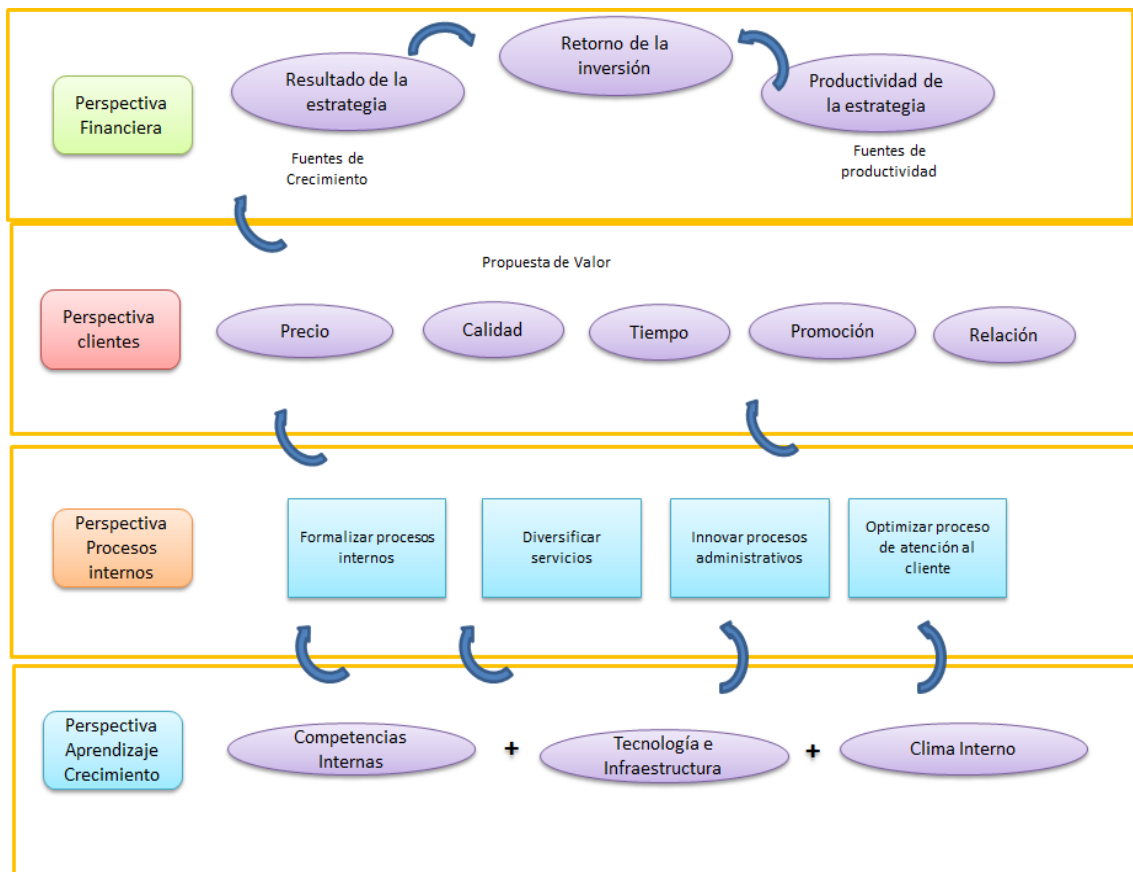 Perspectiva
Financiera
Resultado de la
estrategia
Retorno de la
inversión
Productividad de
la estrategia
Fuentes de
Crecimiento
Fuentes de
productividad
Propuesta de Valor
Perspectiva
clientes
Precio
Calidad
Tiempo
Promoción
Relación
Perspectiva
Procesos
internos
Formalizar procesos
internos
Diversificar
servicios
Innovar procesos
administrativos
Optimizar proceso
de atención al
cliente
Perspectiva
Aprendizaje
Crecimiento
Competencias
Internas
+
Tecnología e
Infraestructura
+
Clima Interno